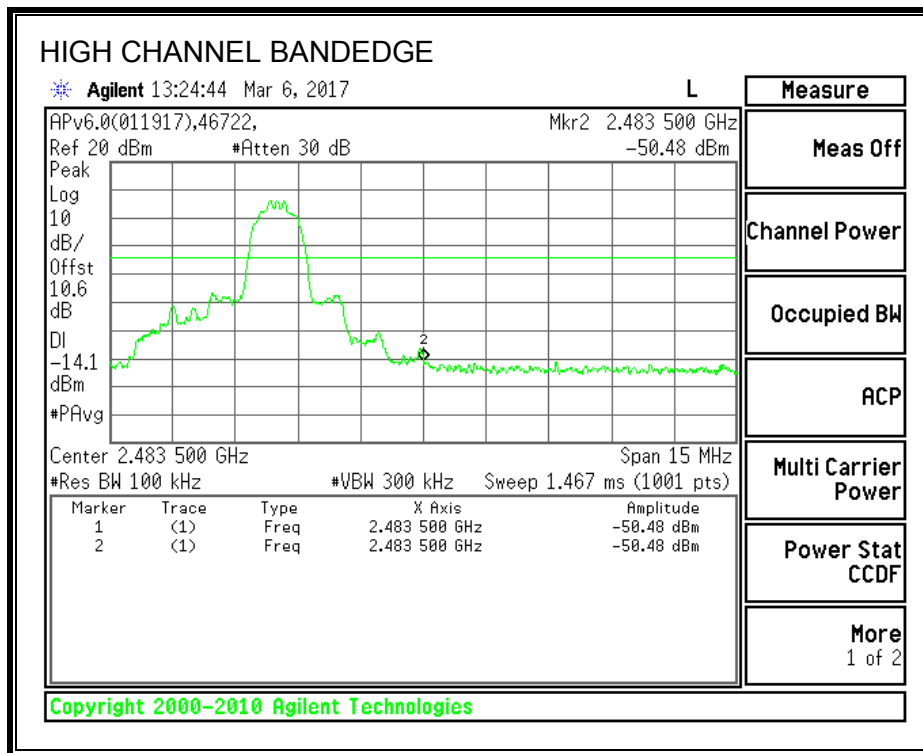 HIGH CHANNEL BANDEDGE
Agilent 13:24:44 Mar 6, 2017 L
Measure
APv6.0(011917),46722, Mkr2 2.483 500 GHz
Ref 20 dBm #Atten 30 dB -50.48 dBm
Meas Off
Peak
Log
10
dB/
Offst
10.6
dB
DI
-14.1
dBm
#PAvg
2
Channel Power
Occupied BW
ACP
Center 2.483 500 GHz Span 15 MHz
#Res BW 100 kHz #VBW 300 kHz Sweep 1.467 ms (1001 pts)
Multi Carrier
Power
Marker Trace Type X Axis Amplitude
1 (1) Freq 2.483 500 GHz -50.48 dBm
2 (1) Freq 2.483 500 GHz -50.48 dBm
Power Stat
CCDF
More
1 of 2
Copyright 2000-2010 Agilent Technologies